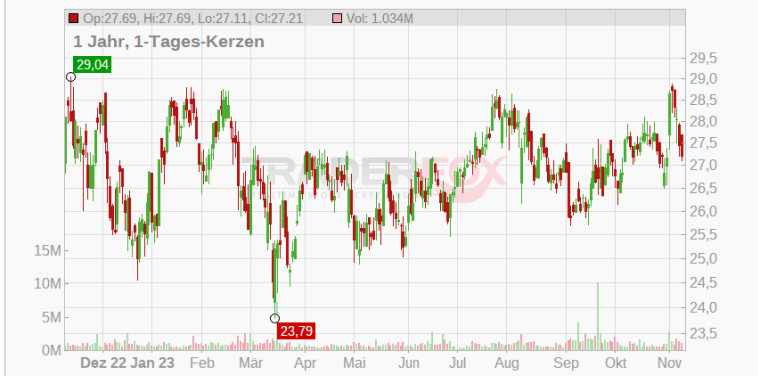 Op:27.69, Hi:27.69, Lo:27.11, Cl:27.21 Vol: 1.034M
1 Jahr, 1-Tages-Kerzen
29,04
29,5
29,0
28,5
28,0
27,5
27,0
26,5
26,0
25,5
25,0
24,5
24,0
23,5
TRADERFOX
15M
10M
5M
0M
23,79
Dez 22 Jan 23 Feb Mär Apr Mai Jun Jul Aug Sep Okt Nov